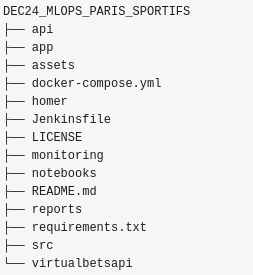 DEC24_MLOPS_PARIS_SPORTIFS
├── api
├── app
├── assets
├── docker-compose.yml
├── homer
├── Jenkinsfile
├── LICENSE
├── monitoring
├── notebooks
├── README.md
├── reports
├── requirements.txt
├── src
└── virtualbetsapi